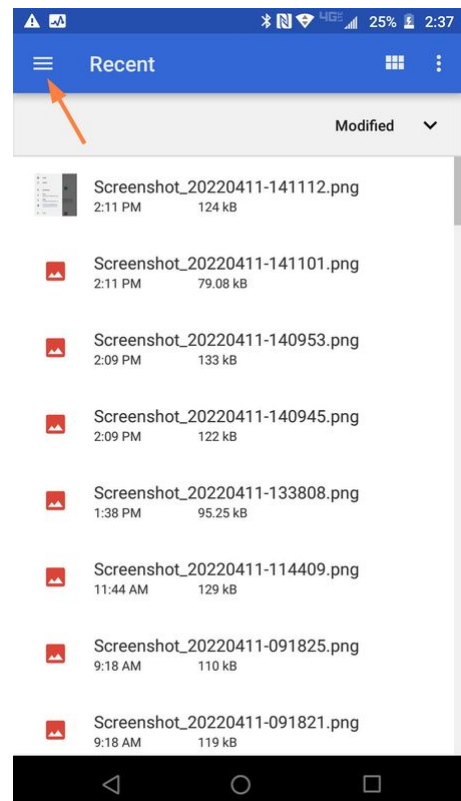 4GE 25% 2:37
Recent
Modified
Screenshot_20220411-141112.png
2:11 PM 124 kB
Screenshot_20220411-141101.png
2:11 PM 79.08 kB
Screenshot_20220411-140953.png
2:09 PM 133 kB
Screenshot_20220411-140945.png
2:09 PM 122 kB
Screenshot_20220411-133808.png
1:38 PM 95.25 kB
Screenshot_20220411-114409.png
11:44 AM 129 kB
Screenshot_20220411-091825.png
9:18 AM 110 kB
Screenshot_20220411-091821.png
9:18 AM 119 kB